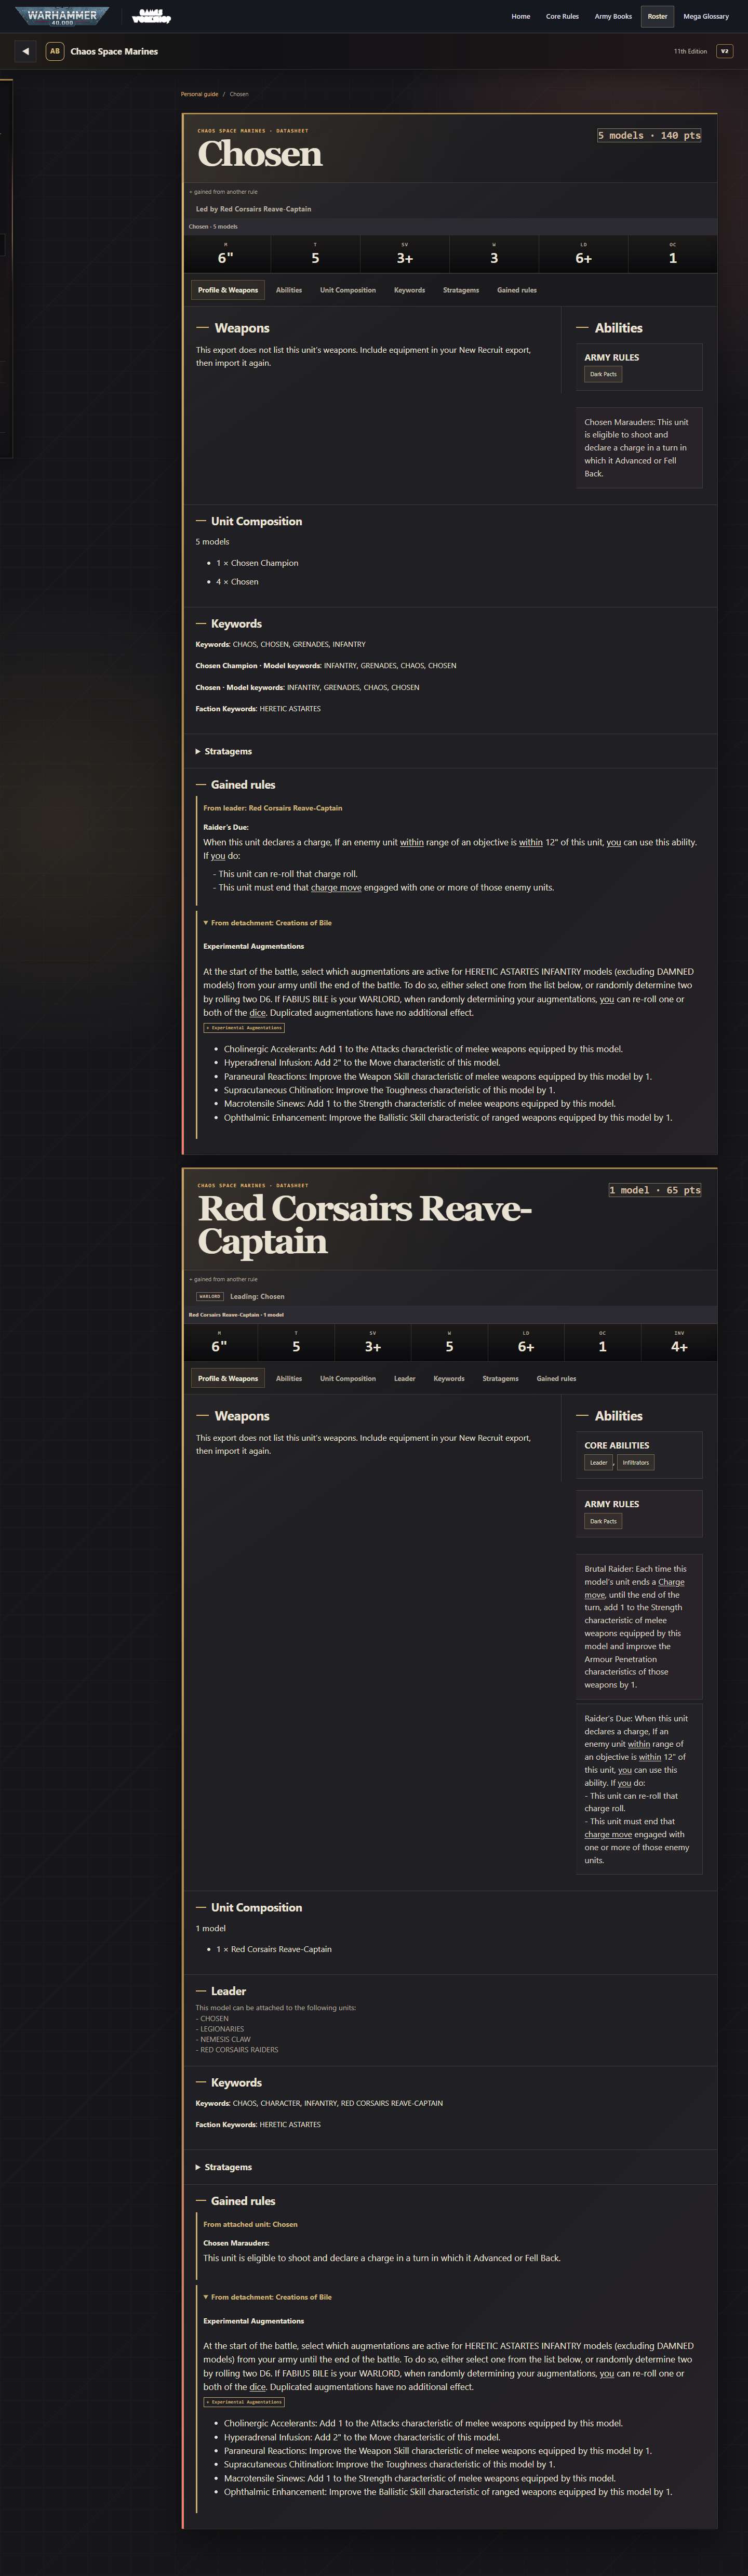 WARHAMMER
40,000
GAMES
WORKSHOP
Home
Core Rules
Army Books
Roster
Mega Glossary
◀
AB
Chaos Space Marines
11th Edition
V2
Personal guide / Chosen
CHAOS SPACE MARINES · DATASHEET
Chosen
5 models · 140 pts
+ gained from another rule
Led by Red Corsairs Reave-Captain
Chosen · 5 models
M
T
SV
W
LD
OC
6"
5
3+
3
6+
1
Profile & Weapons
Abilities
Unit Composition
Keywords
Stratagems
Gained rules
Weapons
This export does not list this unit's weapons. Include equipment in your New Recruit export,
then import it again.
Abilities
ARMY RULES
Dark Pacts
Chosen Marauders: This unit
is eligible to shoot and
declare a charge in a turn in
which it Advanced or Fell
Back.
Unit Composition
5 models
• 1 × Chosen Champion
• 4 × Chosen
Keywords
Keywords: CHAOS, CHOSEN, GRENADES, INFANTRY
Chosen Champion · Model keywords: INFANTRY, GRENADES, CHAOS, CHOSEN
Chosen · Model keywords: INFANTRY, GRENADES, CHAOS, CHOSEN
Faction Keywords: HERETIC ASTARTES
▶ Stratagems
Gained rules
From leader: Red Corsairs Reave-Captain
Raider's Due:
When this unit declares a charge, If an enemy unit within range of an objective is within 12" of this unit, you can use this ability.
If you do:
- This unit can re-roll that charge roll.
- This unit must end that charge move engaged with one or more of those enemy units.
▼ From detachment: Creations of Bile
Experimental Augmentations
At the start of the battle, select which augmentations are active for HERETIC ASTARTES INFANTRY models (excluding DAMNED
models) from your army until the end of the battle. To do so, either select one from the list below, or randomly determine two
by rolling two D6. If FABIUS BILE is your WARLORD, when randomly determining your augmentations, you can re-roll one or
both of the dice. Duplicated augmentations have no additional effect.
+ Experimental Augmentations
• Cholinergic Accelerants: Add 1 to the Attacks characteristic of melee weapons equipped by this model.
• Hyperadrenal Infusion: Add 2" to the Move characteristic of this model.
• Paraneural Reactions: Improve the Weapon Skill characteristic of melee weapons equipped by this model by 1.
• Supracutaneous Chitination: Improve the Toughness characteristic of this model by 1.
• Macrotensile Sinews: Add 1 to the Strength characteristic of melee weapons equipped by this model.
• Ophthalmic Enhancement: Improve the Ballistic Skill characteristic of ranged weapons equipped by this model by 1.
CHAOS SPACE MARINES · DATASHEET
Red Corsairs Reave-
Captain
1 model · 65 pts
+ gained from another rule
WARLORD
Leading: Chosen
Red Corsairs Reave-Captain · 1 model
M
T
SV
W
LD
OC
INV
6"
5
3+
5
6+
1
4+
Profile & Weapons
Abilities
Unit Composition
Leader
Keywords
Stratagems
Gained rules
Weapons
This export does not list this unit's weapons. Include equipment in your New Recruit export,
then import it again.
Abilities
CORE ABILITIES
Leader, Infiltrators
ARMY RULES
Dark Pacts
Brutal Raider: Each time this
model's unit ends a Charge
move, until the end of the
turn, add 1 to the Strength
characteristic of melee
weapons equipped by this
model and improve the
Armour Penetration
characteristics of those
weapons by 1.
Raider's Due: When this unit
declares a charge, If an
enemy unit within range of
an objective is within 12" of
this unit, you can use this
ability. If you do:
- This unit can re-roll that
charge roll.
- This unit must end that
charge move engaged with
one or more of those enemy
units.
Unit Composition
1 model
• 1 × Red Corsairs Reave-Captain
Leader
This model can be attached to the following units:
- CHOSEN
- LEGIONARIES
- NEMESIS CLAW
- RED CORSAIRS RAIDERS
Keywords
Keywords: CHAOS, CHARACTER, INFANTRY, RED CORSAIRS REAVE-CAPTAIN
Faction Keywords: HERETIC ASTARTES
▶ Stratagems
Gained rules
From attached unit: Chosen
Chosen Marauders:
This unit is eligible to shoot and declare a charge in a turn in which it Advanced or Fell Back.
▼ From detachment: Creations of Bile
Experimental Augmentations
At the start of the battle, select which augmentations are active for HERETIC ASTARTES INFANTRY models (excluding DAMNED
models) from your army until the end of the battle. To do so, either select one from the list below, or randomly determine two
by rolling two D6. If FABIUS BILE is your WARLORD, when randomly determining your augmentations, you can re-roll one or
both of the dice. Duplicated augmentations have no additional effect.
+ Experimental Augmentations
• Cholinergic Accelerants: Add 1 to the Attacks characteristic of melee weapons equipped by this model.
• Hyperadrenal Infusion: Add 2" to the Move characteristic of this model.
• Paraneural Reactions: Improve the Weapon Skill characteristic of melee weapons equipped by this model by 1.
• Supracutaneous Chitination: Improve the Toughness characteristic of this model by 1.
• Macrotensile Sinews: Add 1 to the Strength characteristic of melee weapons equipped by this model.
• Ophthalmic Enhancement: Improve the Ballistic Skill characteristic of ranged weapons equipped by this model by 1.